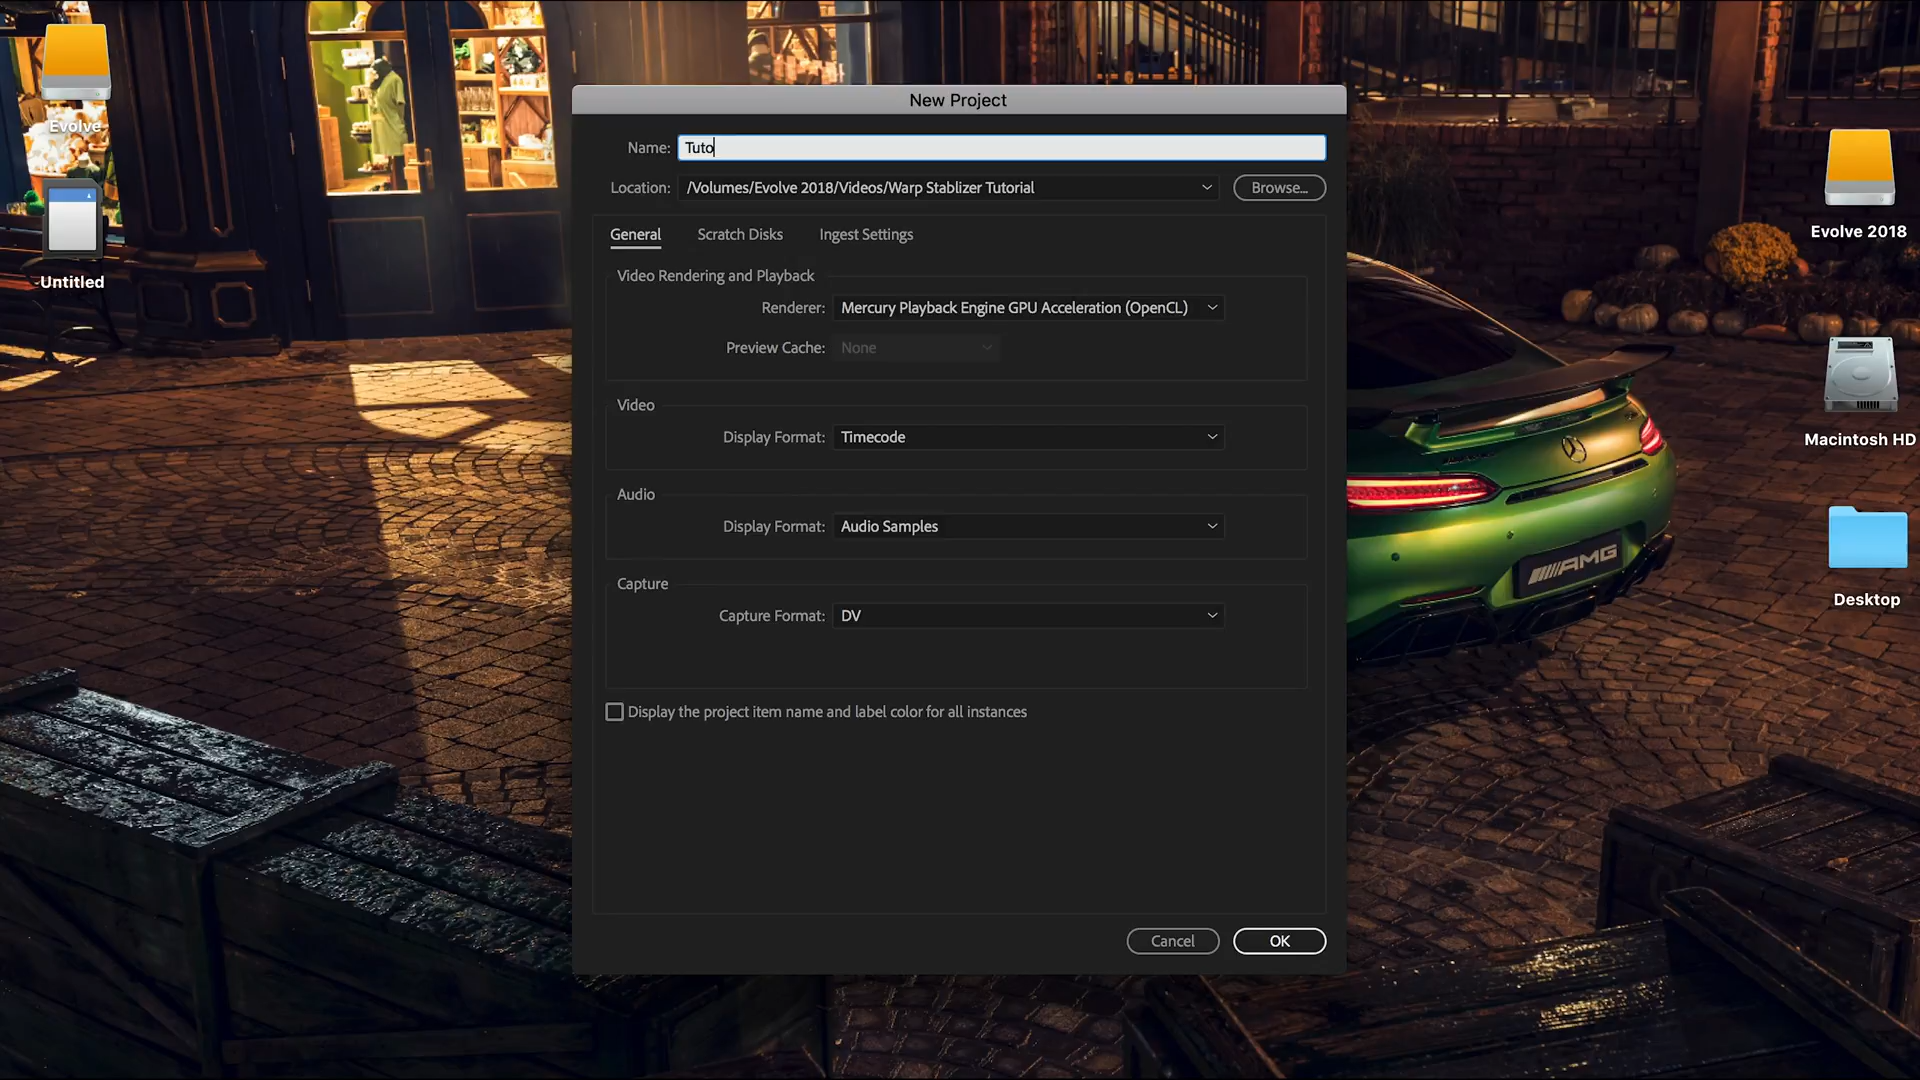 New Project
Name: Tuto
Location: /Volumes/Evolve 2018/Videos/Warp Stablizer Tutorial Browse...
General Scratch Disks Ingest Settings
Video Rendering and Playback
Renderer: Mercury Playback Engine GPU Acceleration (OpenCL)
Preview Cache: None
Video
Display Format: Timecode
Audio
Display Format: Audio Samples
Capture
Capture Format: DV
Display the project item name and label color for all instances
Cancel OK
Evolve
Untitled
Evolve 2018
Macintosh HD
Desktop
AMG